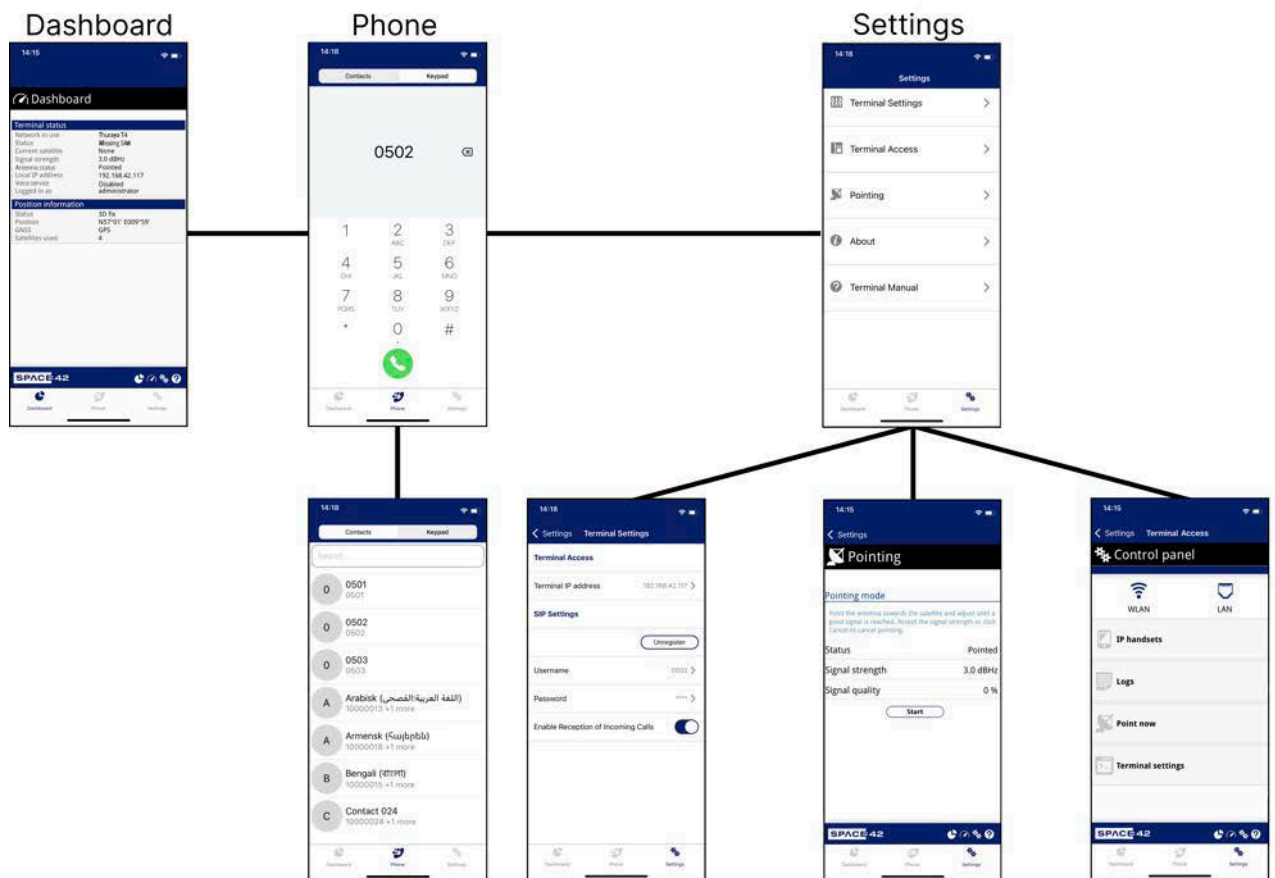 Dashboard
Phone
Settings
14:15
Dashboard
Terminal status
Network in use Thuraya T4
Status Missing SIM
Current satellite None
Signal strength 3.0 dBHz
Antenna status Pointed
Local IP address 192.168.42.117
Voice service Disabled
Logged in as administrator
Position information
Status 3D fix
Position N57°01' E009°59'
GNSS GPS
Satellites used 4
SPACE 42
Dashboard Phone Settings
14:18
Contacts Keypad
0502
1 2 3
ABC DEF
4 5 6
GHI JKL MNO
7 8 9
PQRS TUV WXYZ
* 0 #
+
Dashboard Phone Settings
14:18
Settings
Terminal Settings
Terminal Access
Pointing
About
Terminal Manual
Dashboard Phone Settings
14:18
Contacts Keypad
Search...
0 0501
0501
0 0502
0502
0 0503
0503
A Arabisk (اللغة العربية الفصحى)
10000013 +1 more
A Armensk (Հայերեն)
10000018 +1 more
B Bengali (বাংলা)
10000015 +1 more
C Contact 024
10000024 +1 more
Dashboard Phone Settings
14:18
Settings Terminal Settings
Terminal Access
Terminal IP address 192.168.42.117
SIP Settings
Unregister
Username 0502
Password ••••
Enable Reception of Incoming Calls
Dashboard Phone Settings
14:15
Settings
Pointing
Pointing mode
Point the antenna towards the satellite and adjust until a
good signal is reached. Accept the signal strength or click
Cancel to cancel pointing.
Status Pointed
Signal strength 3.0 dBHz
Signal quality 0 %
Start
SPACE 42
Dashboard Phone Settings
14:15
Settings Terminal Access
Control panel
WLAN LAN
IP handsets
Logs
Point now
Terminal settings
SPACE 42
Dashboard Phone Settings